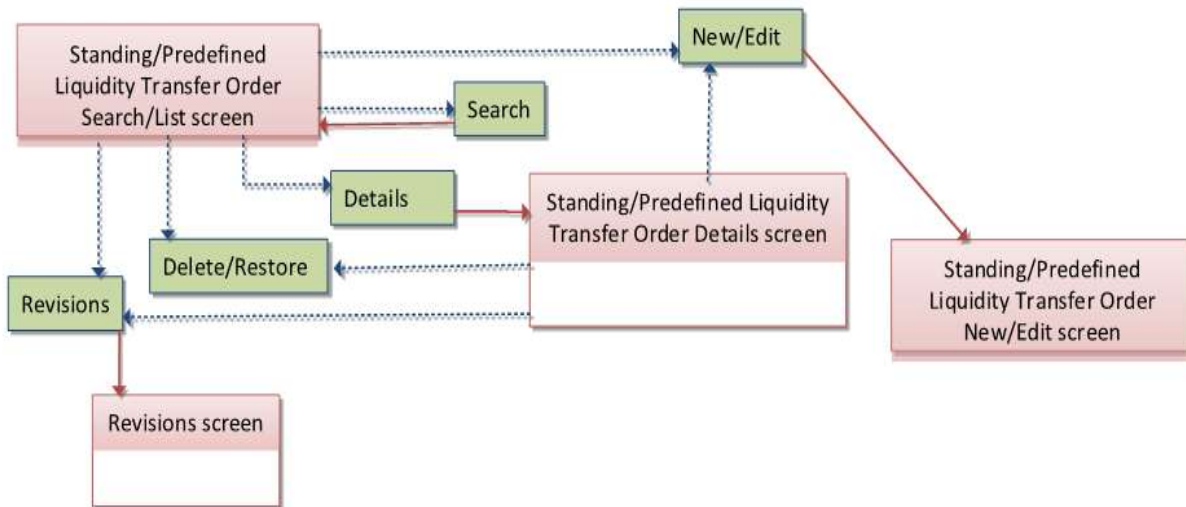 Standing/Predefined
Liquidity Transfer Order
Search/List screen
New/Edit
Search
Details
Standing/Predefined Liquidity
Transfer Order Details screen
Delete/Restore
Revisions
Standing/Predefined
Liquidity Transfer Order
New/Edit screen
Revisions screen